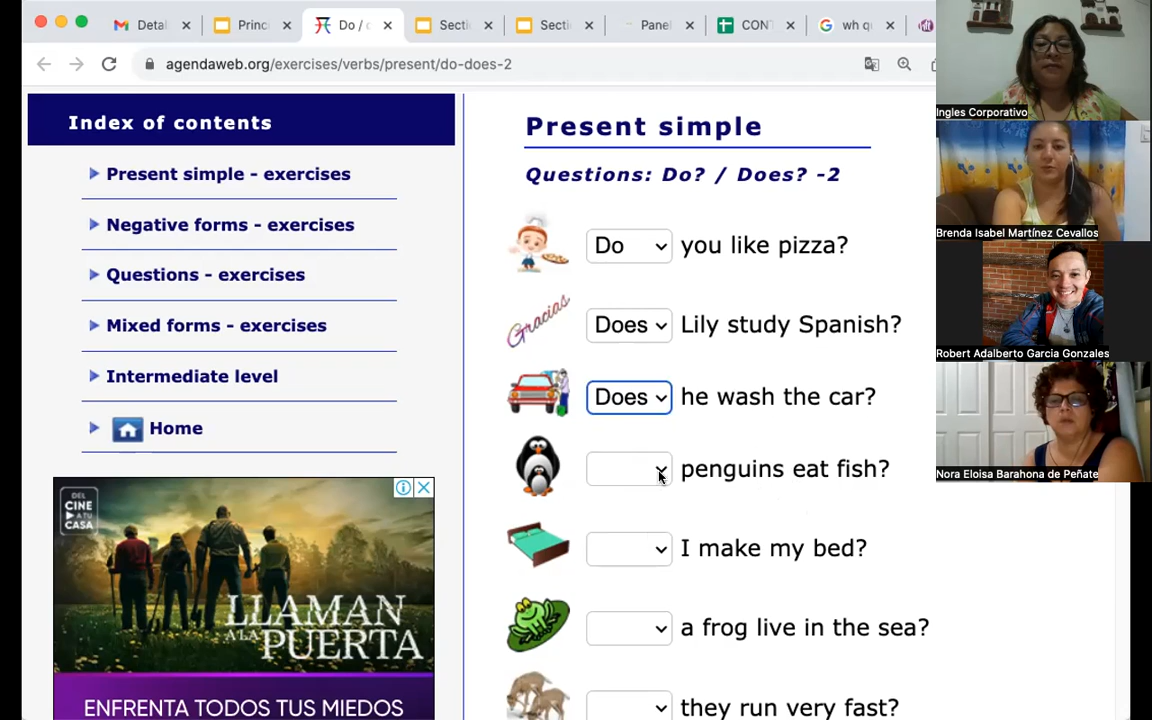 Detai
Princ
Do / 
Secti
Secti
Panel
CON
wh q
agendaweb.org/exercises/verbs/present/do-does-2
Index of contents
Present simple - exercises
Negative forms - exercises
Questions - exercises
Mixed forms - exercises
Intermediate level
Home
DEL CINE A TU CASA
LLAMAN
A LA PUERTA
ENFRENTA TODOS TUS MIEDOS
Present simple
Questions: Do? / Does? -2
Do you like pizza?
Gracias
Does Lily study Spanish?
Does he wash the car?
penguins eat fish?
I make my bed?
a frog live in the sea?
they run very fast?
Ingles Corporativo
Brenda Isabel Martínez Cevallos
Robert Adalberto Garcia Gonzales
Nora Eloisa Barahona de Peñate